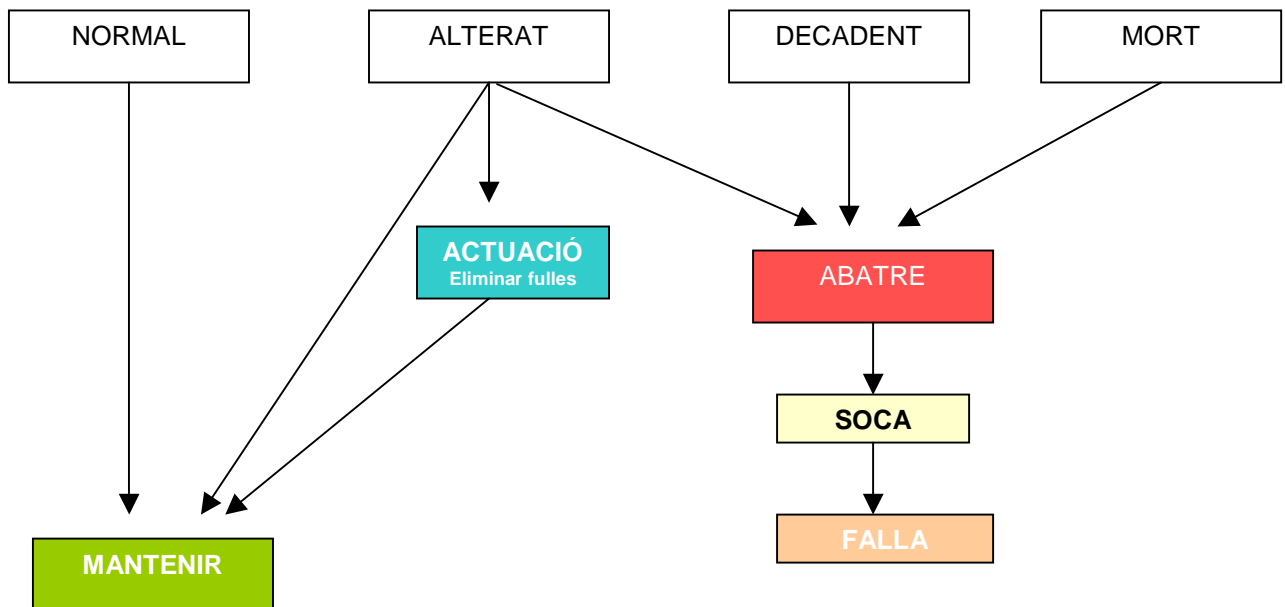 NORMAL
ALTERAT
DECADENT
MORT
ACTUACIÓ
Eliminar fulles
ABATRE
SOCA
FALLA
MANTENIR